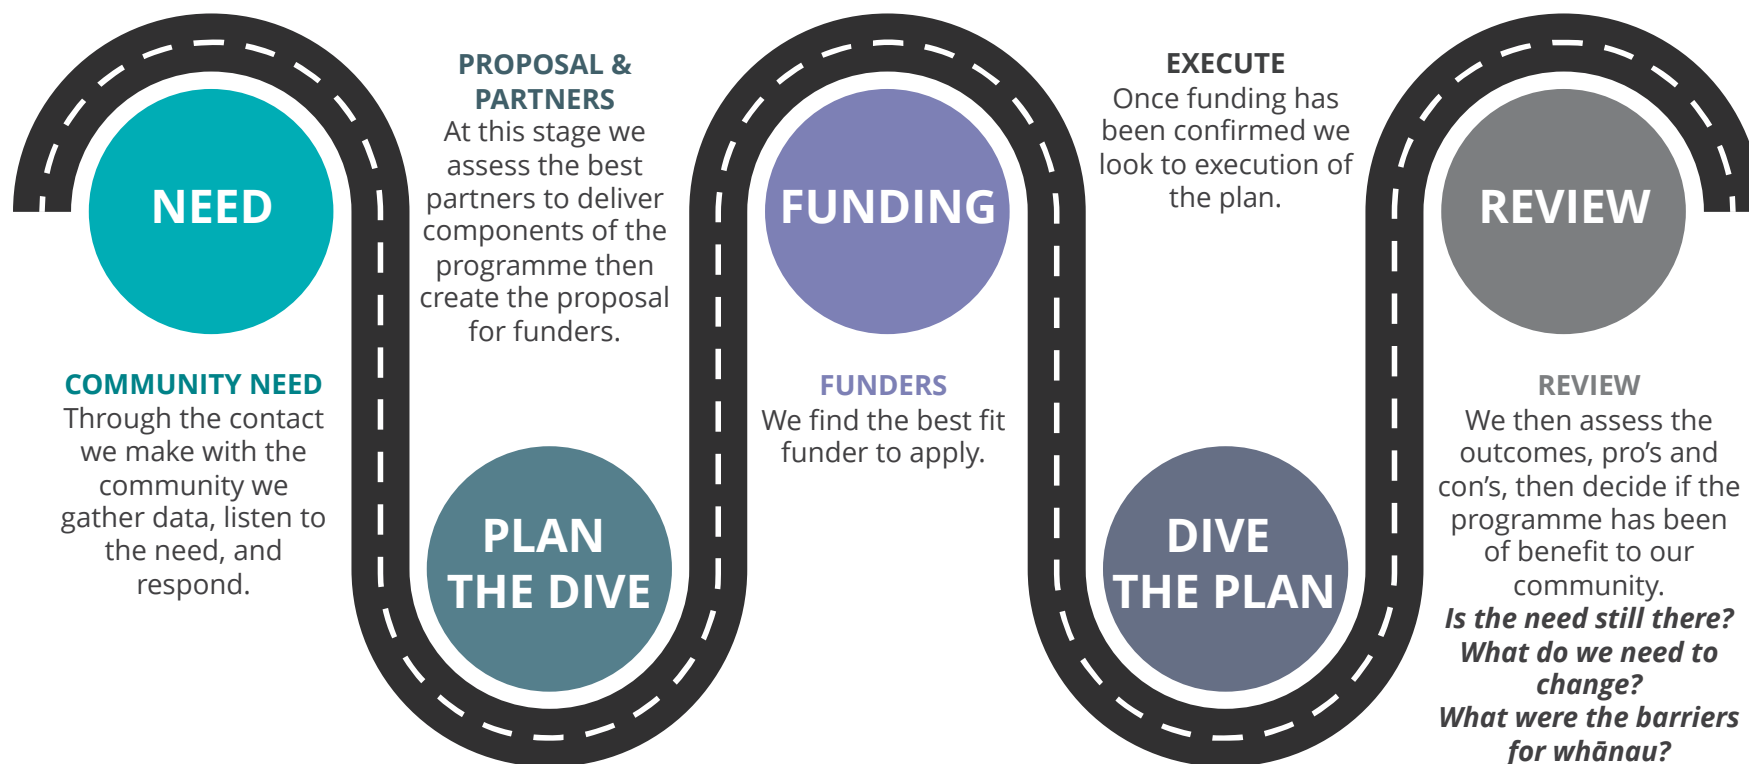 NEED
COMMUNITY NEED
Through the contact
we make with the
community we
gather data, listen to
the need, and
respond.
PROPOSAL &
PARTNERS
At this stage we
assess the best
partners to deliver
components of the
programme then
create the proposal
for funders.
PLAN
THE DIVE
FUNDING
FUNDERS
We find the best fit
funder to apply.
EXECUTE
Once funding has
been confirmed we
look to execution of
the plan.
DIVE
THE PLAN
REVIEW
REVIEW
We then assess the
outcomes, pro’s and
con’s, then decide if the
programme has been
of benefit to our
community.
Is the need still there?
What do we need to
change?
What were the barriers
for whānau?